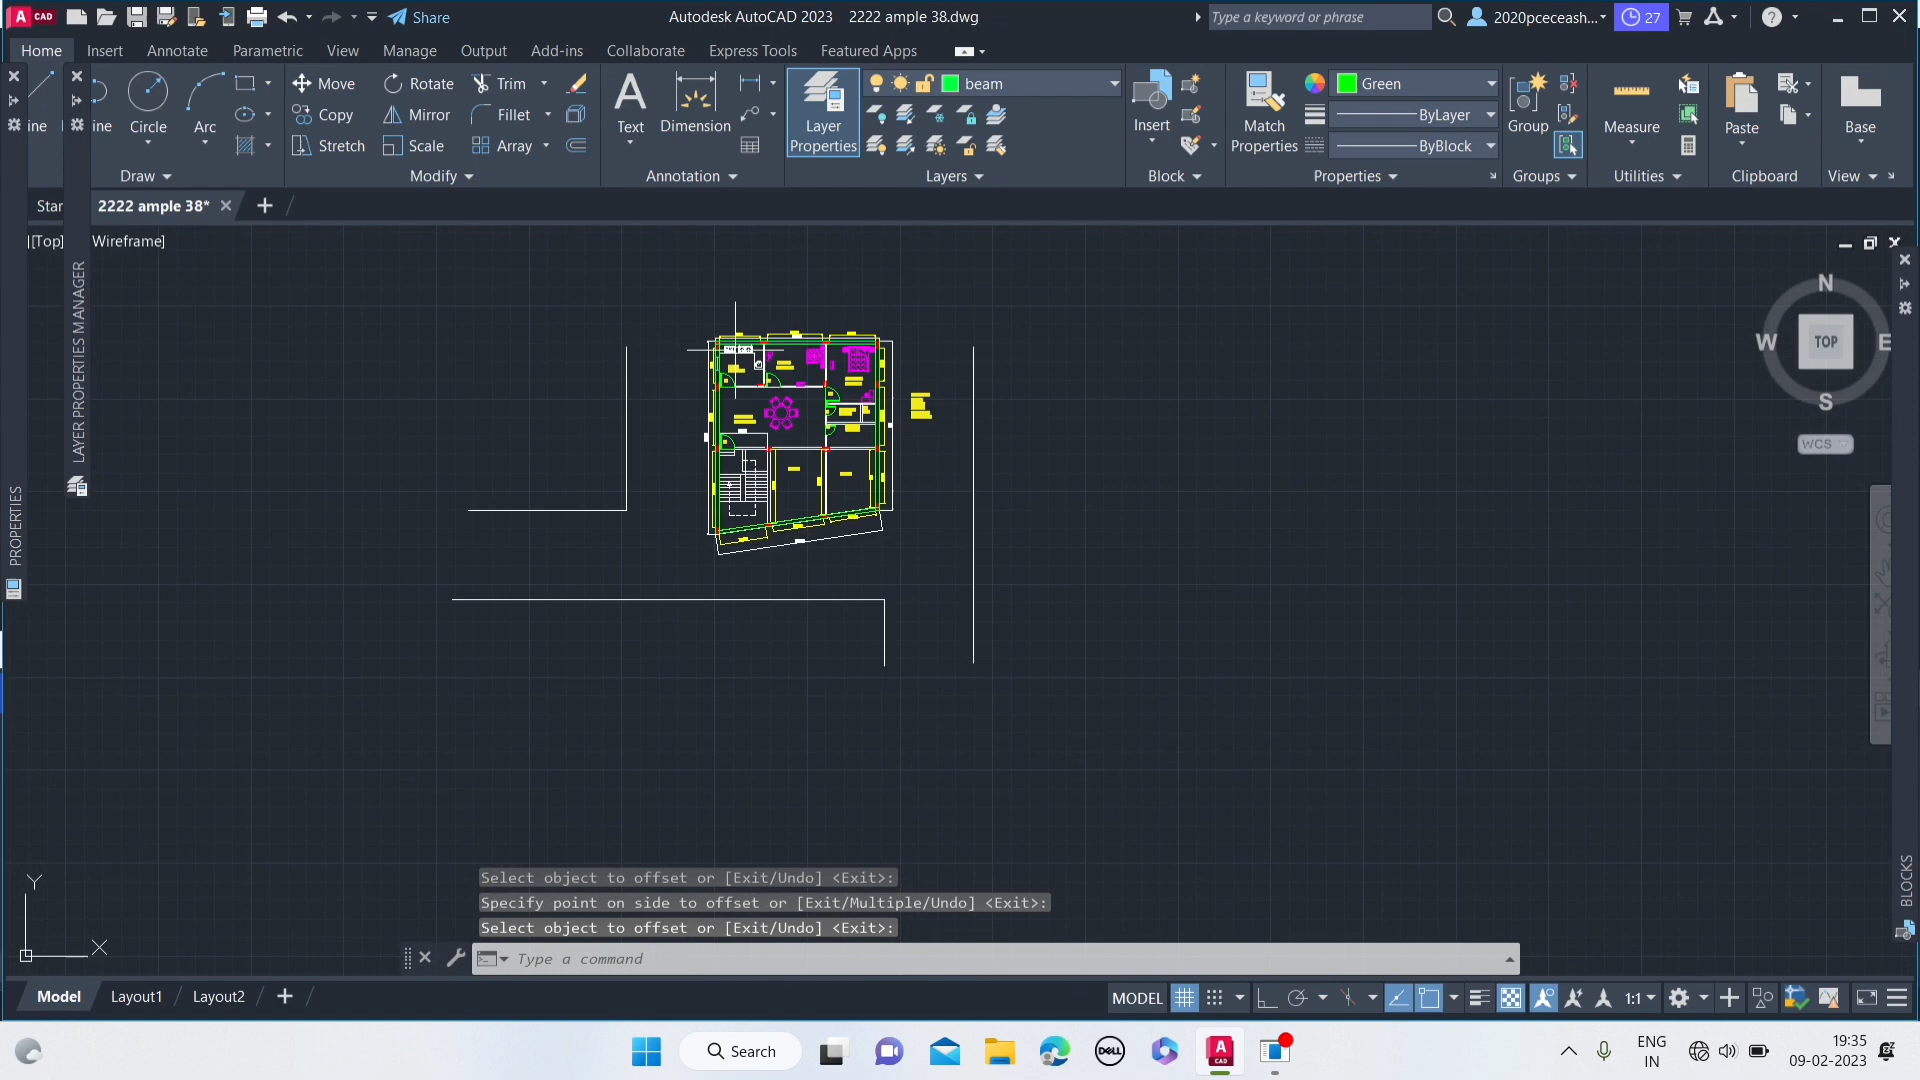 A CAD
Share
Autodesk AutoCAD 2023 2222 ample 38.dwg
Type a keyword or phrase
2020pceceash...
27
Home Insert Annotate Parametric View Manage Output Add-ins Collaborate Express Tools Featured Apps
ine
ine
Circle
Arc
Move
Rotate
Trim
Copy
Mirror
Fillet
Stretch
Scale
Array
Text
Dimension
Layer
Properties
beam
Insert
Match
Properties
Green
ByLayer
ByBlock
Group
Measure
Paste
Base
Draw
Modify
Annotation
Layers
Block
Properties
Groups
Utilities
Clipboard
View
Star
2222 ample 38*
[Top]
Wireframe]
LAYER PROPERTIES MANAGER
PROPERTIES
N
W
TOP
E
S
WCS
BLOCKS
Y
X
Select object to offset or [Exit/Undo] <Exit>:
Specify point on side to offset or [Exit/Multiple/Undo] <Exit>:
Select object to offset or [Exit/Undo] <Exit>:
Type a command
Model
Layout1
Layout2
MODEL
1:1
Search
DELL
A
CAD
ENG
IN
19:35
09-02-2023